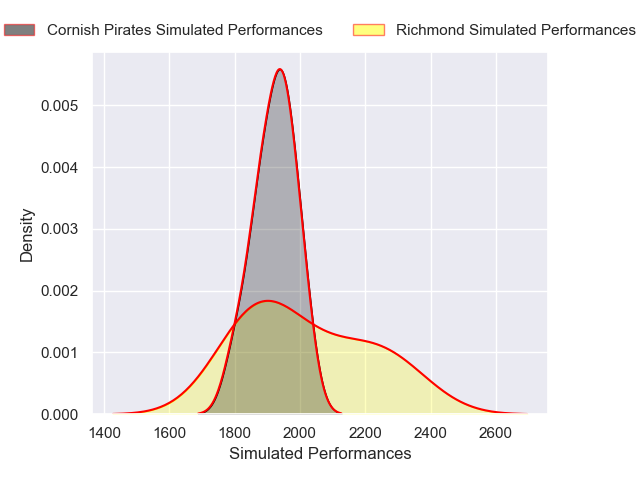 Cornish Pirates Simulated Performances Richmond Simulated Performances
0.005
0.004
0.003
0.002
0.001
0.000
Density
1400 1600 1800 2000 2200 2400 2600
Simulated Performances